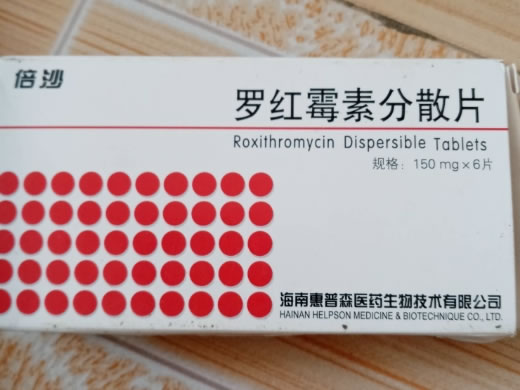 倍沙
罗红霉素分散片
Roxithromycin Dispersible Tablets
规格：150 mg×6片
海南惠普森医药生物技术有限公司
HAINAN HELPSON MEDICINE & BIOTECHNIQUE CO., LTD.